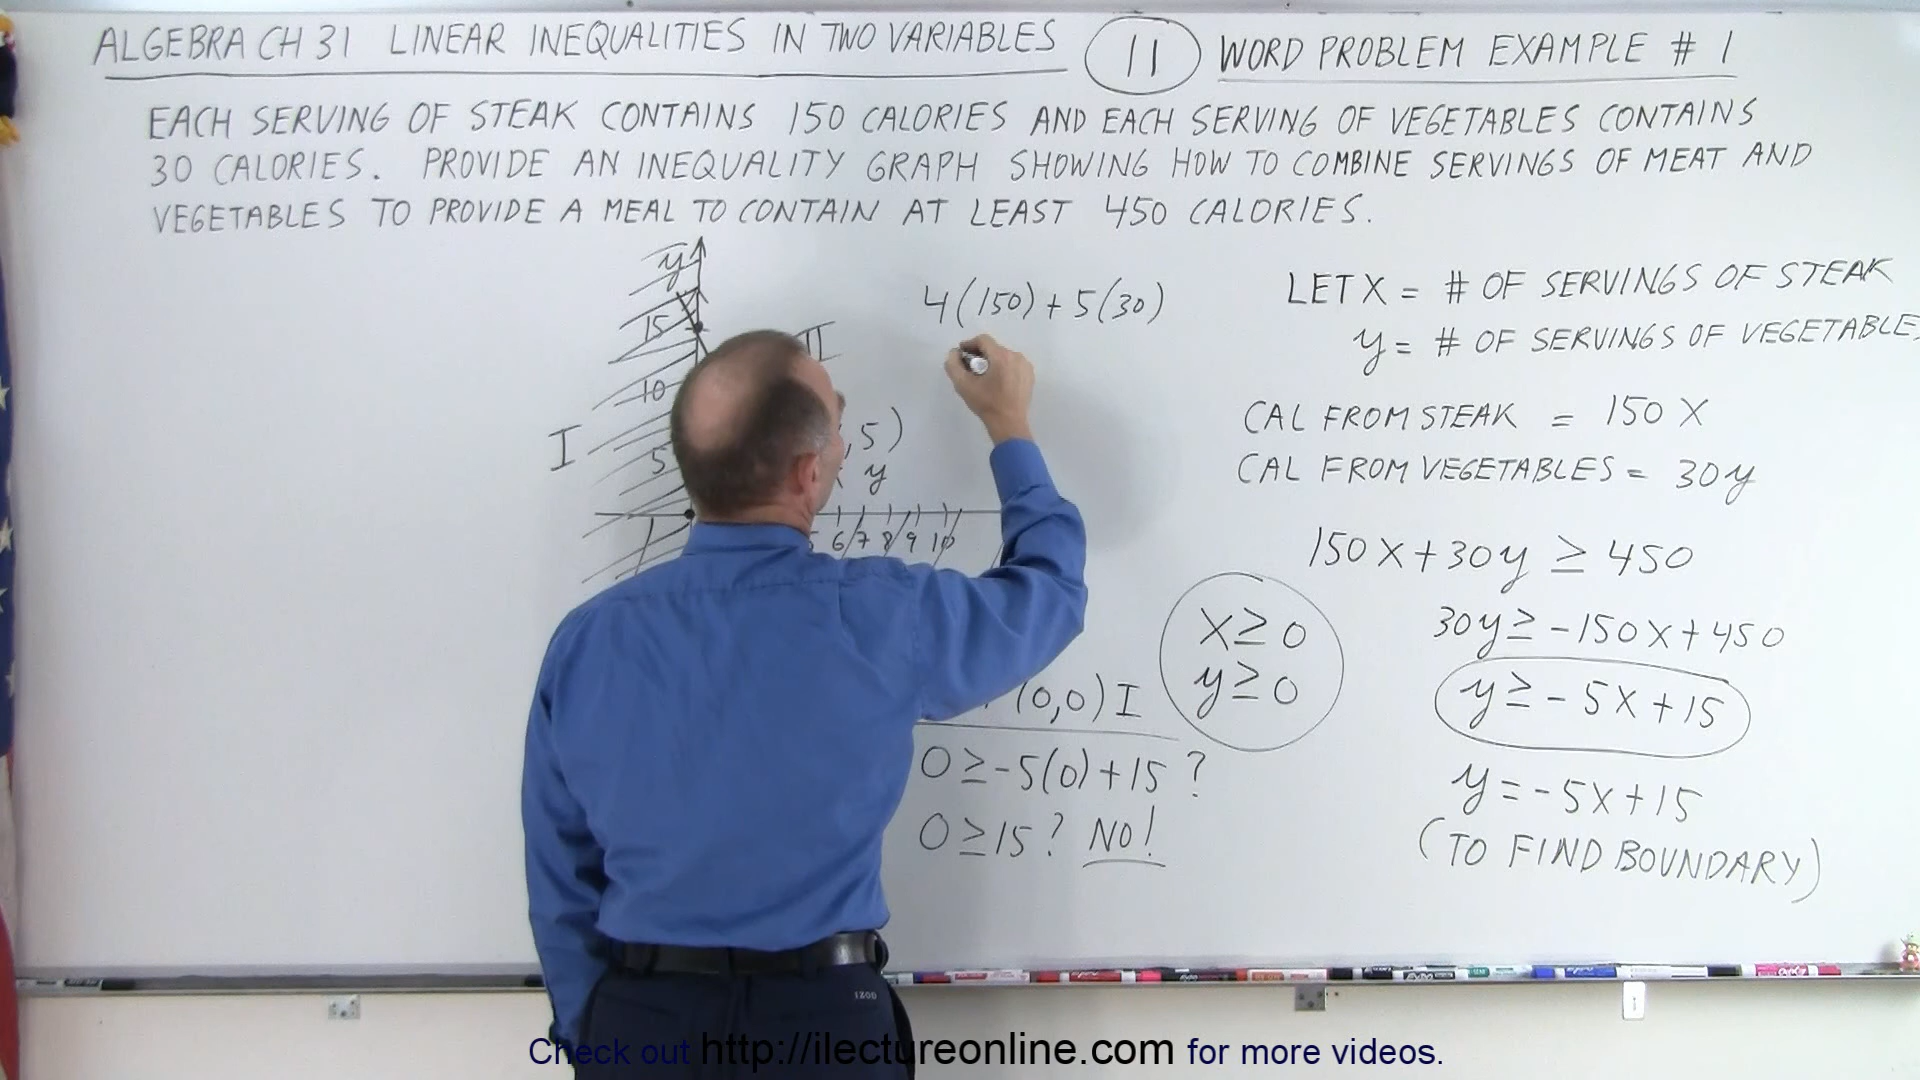 ALGEBRA CH 31 LINEAR INEQUALITIES IN TWO VARIABLES 11 WORD PROBLEM EXAMPLE # 1
EACH SERVING OF STEAK CONTAINS 150 CALORIES AND EACH SERVING OF VEGETABLES CONTAINS
30 CALORIES. PROVIDE AN INEQUALITY GRAPH SHOWING HOW TO COMBINE SERVINGS OF MEAT AND
VEGETABLES TO PROVIDE A MEAL TO CONTAIN AT LEAST 450 CALORIES.
y
15
10
5
I
II
,5)
y
6 7 8 9 10
4(150) + 5(30)
LET X = # OF SERVINGS OF STEAK
y = # OF SERVINGS OF VEGETABLE
CAL FROM STEAK = 150 X
CAL FROM VEGETABLES = 30y
150X + 30y ≥ 450
30y ≥ -150X + 450
y ≥ -5X + 15
y = -5X + 15
(TO FIND BOUNDARY)
X ≥ 0
y ≥ 0
(0,0) I
0 ≥ -5(0) + 15 ?
0 ≥ 15? NO!
Check out http://ilectureonline.com for more videos.